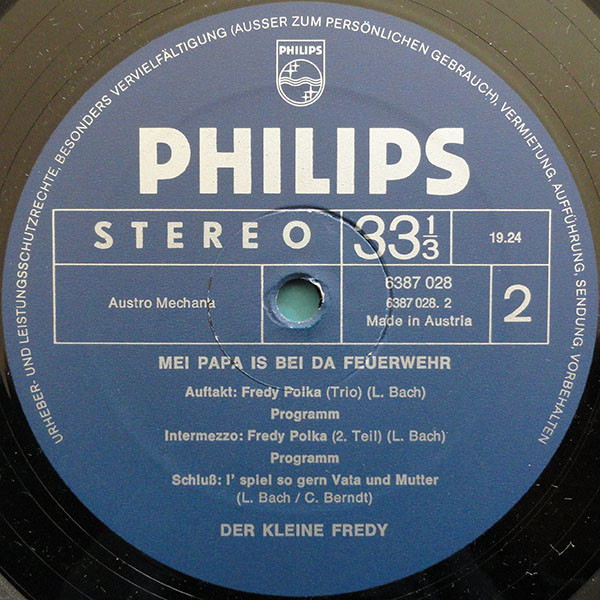 URHEBER- UND LEISTUNGSSCHUTZRECHTE, BESONDERS VERVIELFÄLTIGUNG (AUSSER ZUM PERSÖNLICHEN GEBRAUCH), VERMIETUNG, AUFFÜHRUNG, SENDUNG, VORBEHALTEN
PHILIPS
PHILIPS
STEREO 33 1/3 19.24
Austro Mechana
6387 028
6387 028. 2
Made in Austria
2
MEI PAPA IS BEI DA FEUERWEHR
Auftakt: Fredy Polka (Trio) (L. Bach)
Programm
Intermezzo: Fredy Polka (2. Teil) (L. Bach)
Programm
Schluß: I' spiel so gern Vata und Mutter
(L. Bach / C. Berndt)
DER KLEINE FREDY